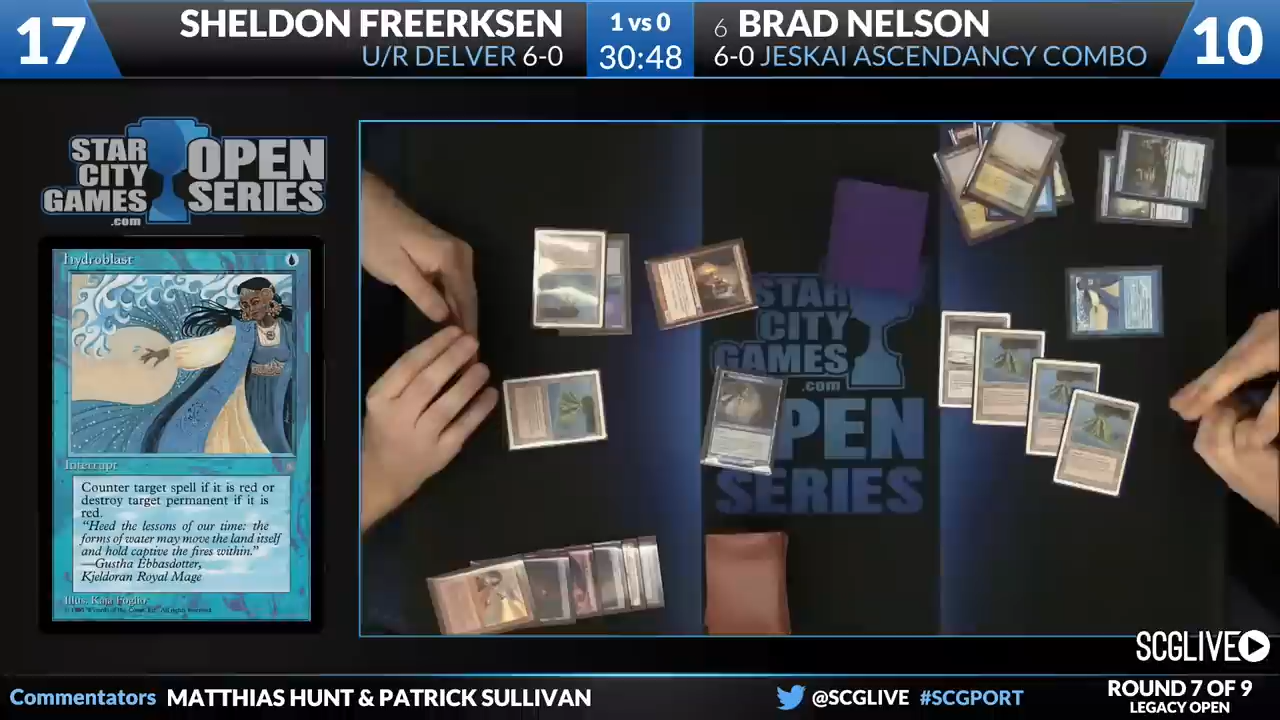 17
SHELDON FREERKSEN
U/R DELVER 6-0
1 vs 0
30:48
6 BRAD NELSON
6-0 JESKAI ASCENDANCY COMBO
10
STAR
CITY
GAMES
.com
OPEN
SERIES
Hydroblast
Interrupt
Counter target spell if it is red or
destroy target permanent if it is
red.
"Heed the lessons of our time: the
forms of water may move the land itself
and hold captive the fires within."
—Gustha Ebbasdotter,
Kjeldoran Royal Mage
Illus. Kaja Foglio
STAR
CITY
GAMES
.com
OPEN
SERIES
SCGLIVE
Commentators MATTHIAS HUNT & PATRICK SULLIVAN
@SCGLIVE #SCGPORT
ROUND 7 OF 9
LEGACY OPEN